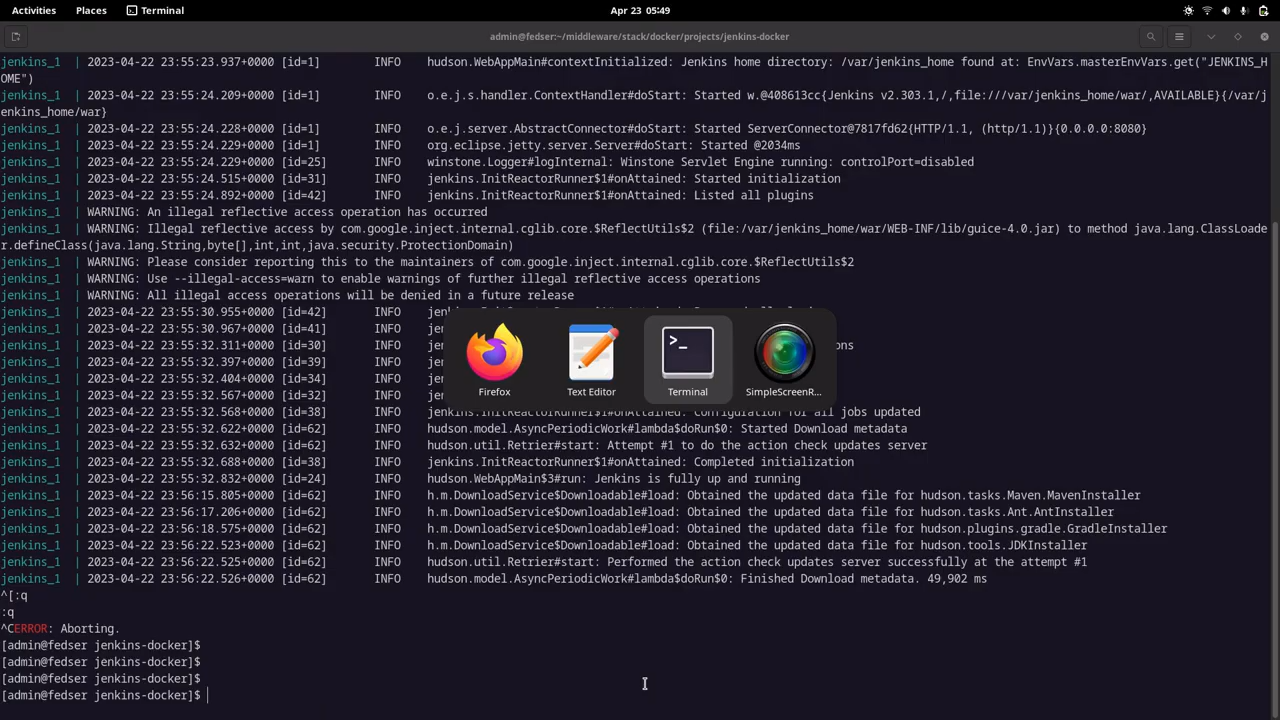 Activities Places Terminal Apr 23 05:49
admin@fedser:~/middleware/stack/docker/projects/jenkins-docker
jenkins_1 | 2023-04-22 23:55:23.937+0000 [id=1] INFO hudson.WebAppMain#contextInitialized: Jenkins home directory: /var/jenkins_home found at: EnvVars.masterEnvVars.get("JENKINS_H
OME")
jenkins_1 | 2023-04-22 23:55:24.209+0000 [id=1] INFO o.e.j.s.handler.ContextHandler#doStart: Started w.@408613cc{Jenkins v2.303.1,/,file:///var/jenkins_home/war/,AVAILABLE}{/var/j
enkins_home/war}
jenkins_1 | 2023-04-22 23:55:24.228+0000 [id=1] INFO o.e.j.server.AbstractConnector#doStart: Started ServerConnector@7817fd62{HTTP/1.1, (http/1.1)}{0.0.0.0:8080}
jenkins_1 | 2023-04-22 23:55:24.229+0000 [id=1] INFO org.eclipse.jetty.server.Server#doStart: Started @2034ms
jenkins_1 | 2023-04-22 23:55:24.229+0000 [id=25] INFO winstone.Logger#logInternal: Winstone Servlet Engine running: controlPort=disabled
jenkins_1 | 2023-04-22 23:55:24.515+0000 [id=31] INFO jenkins.InitReactorRunner$1#onAttained: Started initialization
jenkins_1 | 2023-04-22 23:55:24.892+0000 [id=42] INFO jenkins.InitReactorRunner$1#onAttained: Listed all plugins
jenkins_1 | WARNING: An illegal reflective access operation has occurred
jenkins_1 | WARNING: Illegal reflective access by com.google.inject.internal.cglib.core.$ReflectUtils$2 (file:/var/jenkins_home/war/WEB-INF/lib/guice-4.0.jar) to method java.lang.ClassLoade
r.defineClass(java.lang.String,byte[],int,int,java.security.ProtectionDomain)
jenkins_1 | WARNING: Please consider reporting this to the maintainers of com.google.inject.internal.cglib.core.$ReflectUtils$2
jenkins_1 | WARNING: Use --illegal-access=warn to enable warnings of further illegal reflective access operations
jenkins_1 | WARNING: All illegal access operations will be denied in a future release
jenkins_1 | 2023-04-22 23:55:30.955+0000 [id=42] INFO
jenkins_1 | 2023-04-22 23:55:30.967+0000 [id=41] INFO
jenkins_1 | 2023-04-22 23:55:32.311+0000 [id=30] INFO
jenkins_1 | 2023-04-22 23:55:32.397+0000 [id=39] INFO
jenkins_1 | 2023-04-22 23:55:32.404+0000 [id=34] INFO
jenkins_1 | 2023-04-22 23:55:32.567+0000 [id=32] INFO
Firefox Text Editor Terminal SimpleScreenR...
jenkins_1 | 2023-04-22 23:55:32.568+0000 [id=38] INFO jenkins.InitReactorRunner$1#onAttained: Configuration for all jobs updated
jenkins_1 | 2023-04-22 23:55:32.622+0000 [id=62] INFO hudson.model.AsyncPeriodicWork#lambda$doRun$0: Started Download metadata
jenkins_1 | 2023-04-22 23:55:32.632+0000 [id=62] INFO hudson.util.Retrier#start: Attempt #1 to do the action check updates server
jenkins_1 | 2023-04-22 23:55:32.688+0000 [id=38] INFO jenkins.InitReactorRunner$1#onAttained: Completed initialization
jenkins_1 | 2023-04-22 23:55:32.832+0000 [id=24] INFO hudson.WebAppMain$3#run: Jenkins is fully up and running
jenkins_1 | 2023-04-22 23:56:15.805+0000 [id=62] INFO h.m.DownloadService$Downloadable#load: Obtained the updated data file for hudson.tasks.Maven.MavenInstaller
jenkins_1 | 2023-04-22 23:56:17.206+0000 [id=62] INFO h.m.DownloadService$Downloadable#load: Obtained the updated data file for hudson.tasks.Ant.AntInstaller
jenkins_1 | 2023-04-22 23:56:18.575+0000 [id=62] INFO h.m.DownloadService$Downloadable#load: Obtained the updated data file for hudson.plugins.gradle.GradleInstaller
jenkins_1 | 2023-04-22 23:56:22.523+0000 [id=62] INFO h.m.DownloadService$Downloadable#load: Obtained the updated data file for hudson.tools.JDKInstaller
jenkins_1 | 2023-04-22 23:56:22.525+0000 [id=62] INFO hudson.util.Retrier#start: Performed the action check updates server successfully at the attempt #1
jenkins_1 | 2023-04-22 23:56:22.526+0000 [id=62] INFO hudson.model.AsyncPeriodicWork#lambda$doRun$0: Finished Download metadata. 49,902 ms
^[:q
:q
^CERROR: Aborting.
[admin@fedser jenkins-docker]$
[admin@fedser jenkins-docker]$
[admin@fedser jenkins-docker]$
[admin@fedser jenkins-docker]$